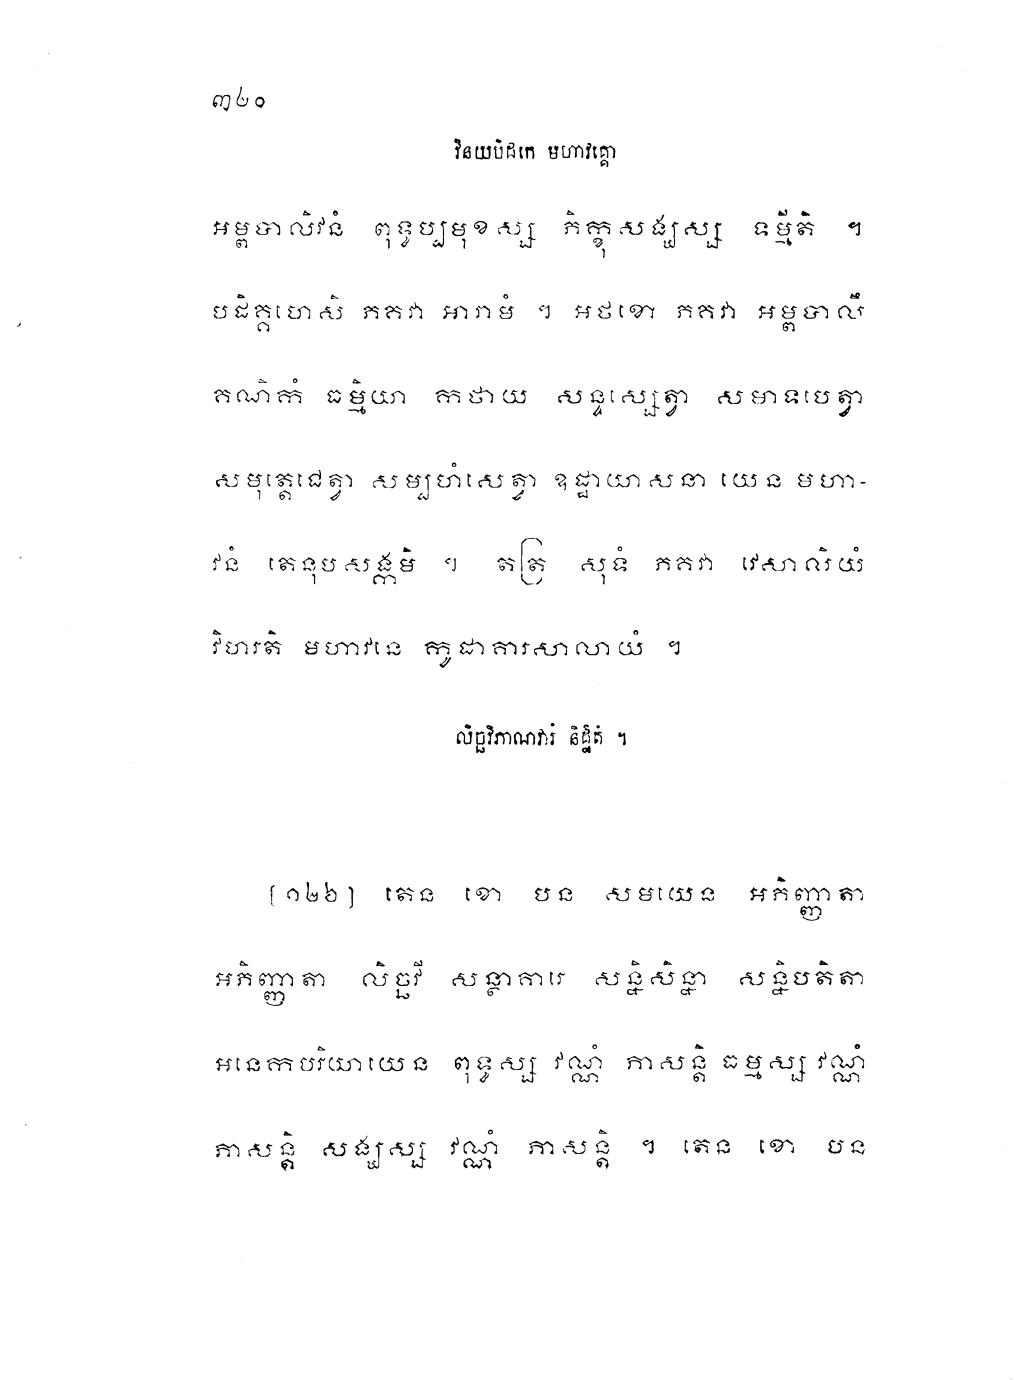 ៣២០
វិនយបិដកេ មហាវគ្គោ
អម្ពបាលិវនំ ពុទ្ធប្បមុខស្ស ភិក្ខុសង្ឃស្ស ទម្មីតិ ។
បដិគ្គហេសិ ភគវា អារាមំ ។ អថខោ ភគវា អម្ពបាលឹ
គណិកំ ធម្មិយា កថាយ សន្ទស្សេត្វា សមាទបេត្វា
សមុត្តេជេត្វា សម្បហំសេត្វា ឧដ្ឋាយាសនា យេន មហា-
វនំ តេនុបសង្កមិ ។ តត្រ សុទំ ភគវា វេសាលិយំ
វិហរតិ មហាវនេ កូដាគារសាលាយំ ។
លិច្ឆវិភាណវារំ និដ្ឋិតំ ។
[១២៦] តេន ខោ បន សមយេន អភិញ្ញាតា
អភិញ្ញាតា លិច្ឆវី សន្ថាគារេ សន្និសិន្នា សន្និបតិតា
អនេកបរិយាយេន ពុទ្ធស្ស វណ្ណំ ភាសន្តិ ធម្មស្ស វណ្ណំ
ភាសន្តិ សង្ឃស្ស វណ្ណំ ភាសន្តិ ។ តេន ខោ បន